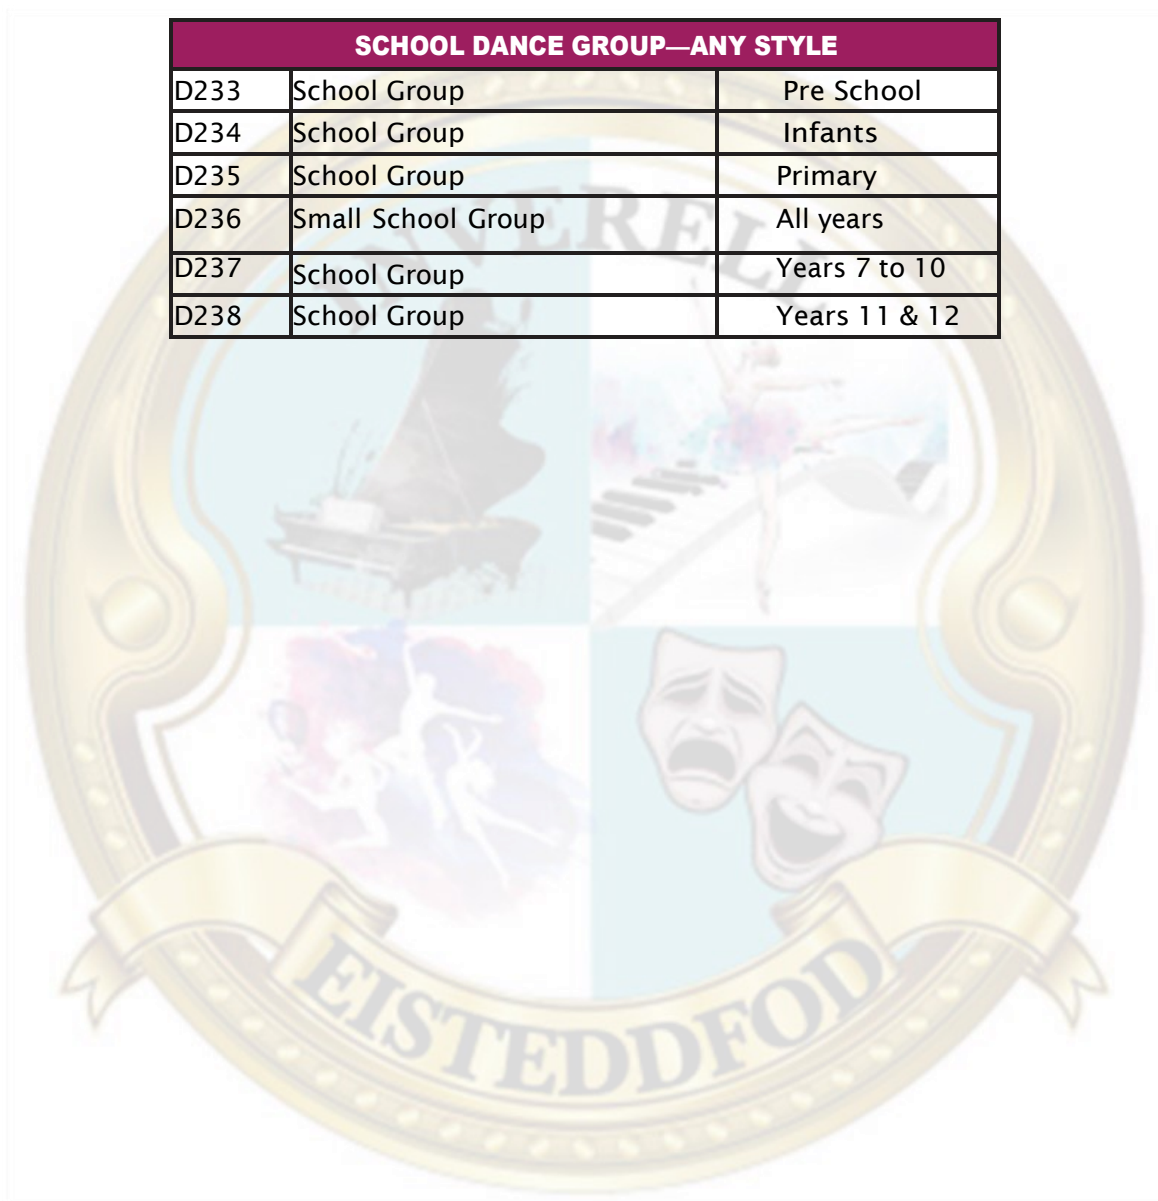 SCHOOL DANCE GROUP—ANY STYLE
D233 School Group Pre School
D234 School Group Infants
D235 School Group Primary
D236 Small School Group All years
D237 School Group Years 7 to 10
D238 School Group Years 11 & 12
INVERELL
EISTEDDFOD